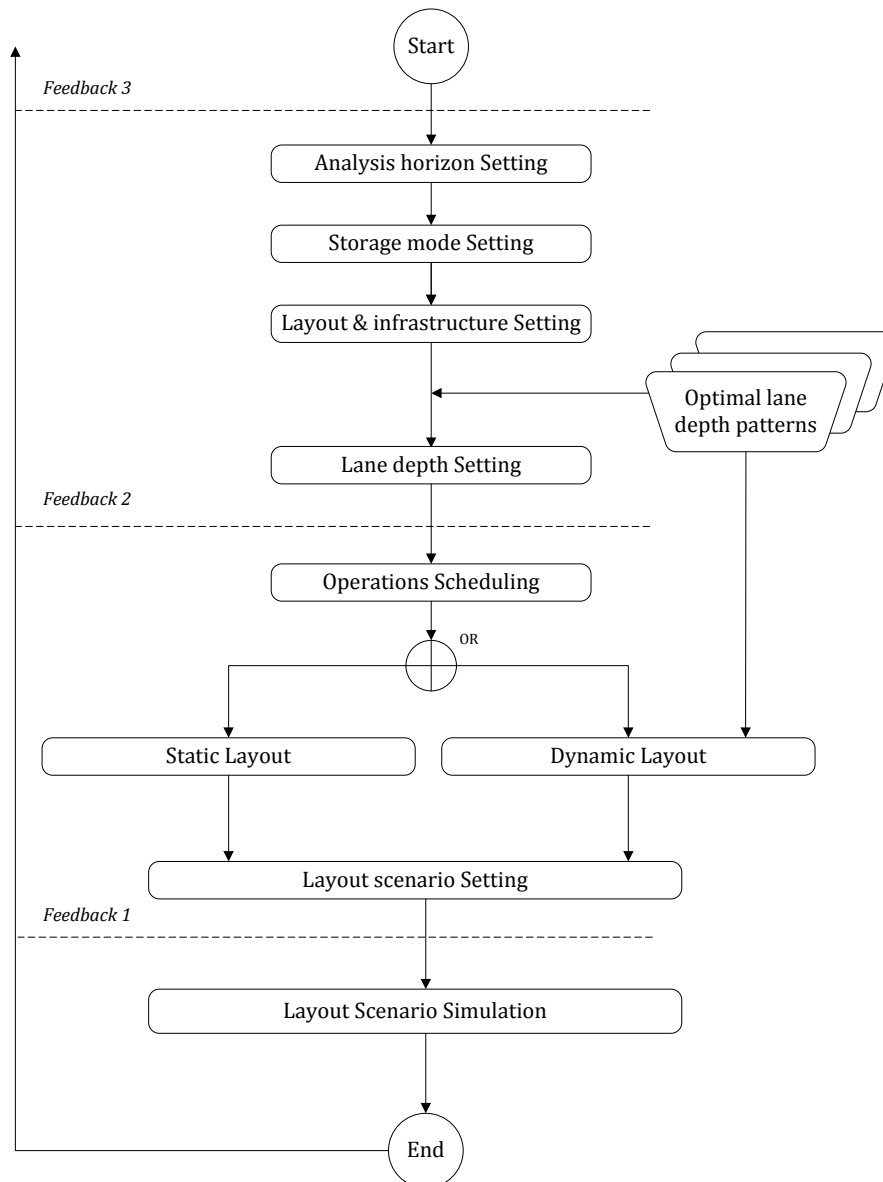 Start
Feedback 3
Analysis horizon Setting
Storage mode Setting
Layout & infrastructure Setting
Optimal lane
depth patterns
Lane depth Setting
Feedback 2
Operations Scheduling
OR
Static Layout
Dynamic Layout
Layout scenario Setting
Feedback 1
Layout Scenario Simulation
End